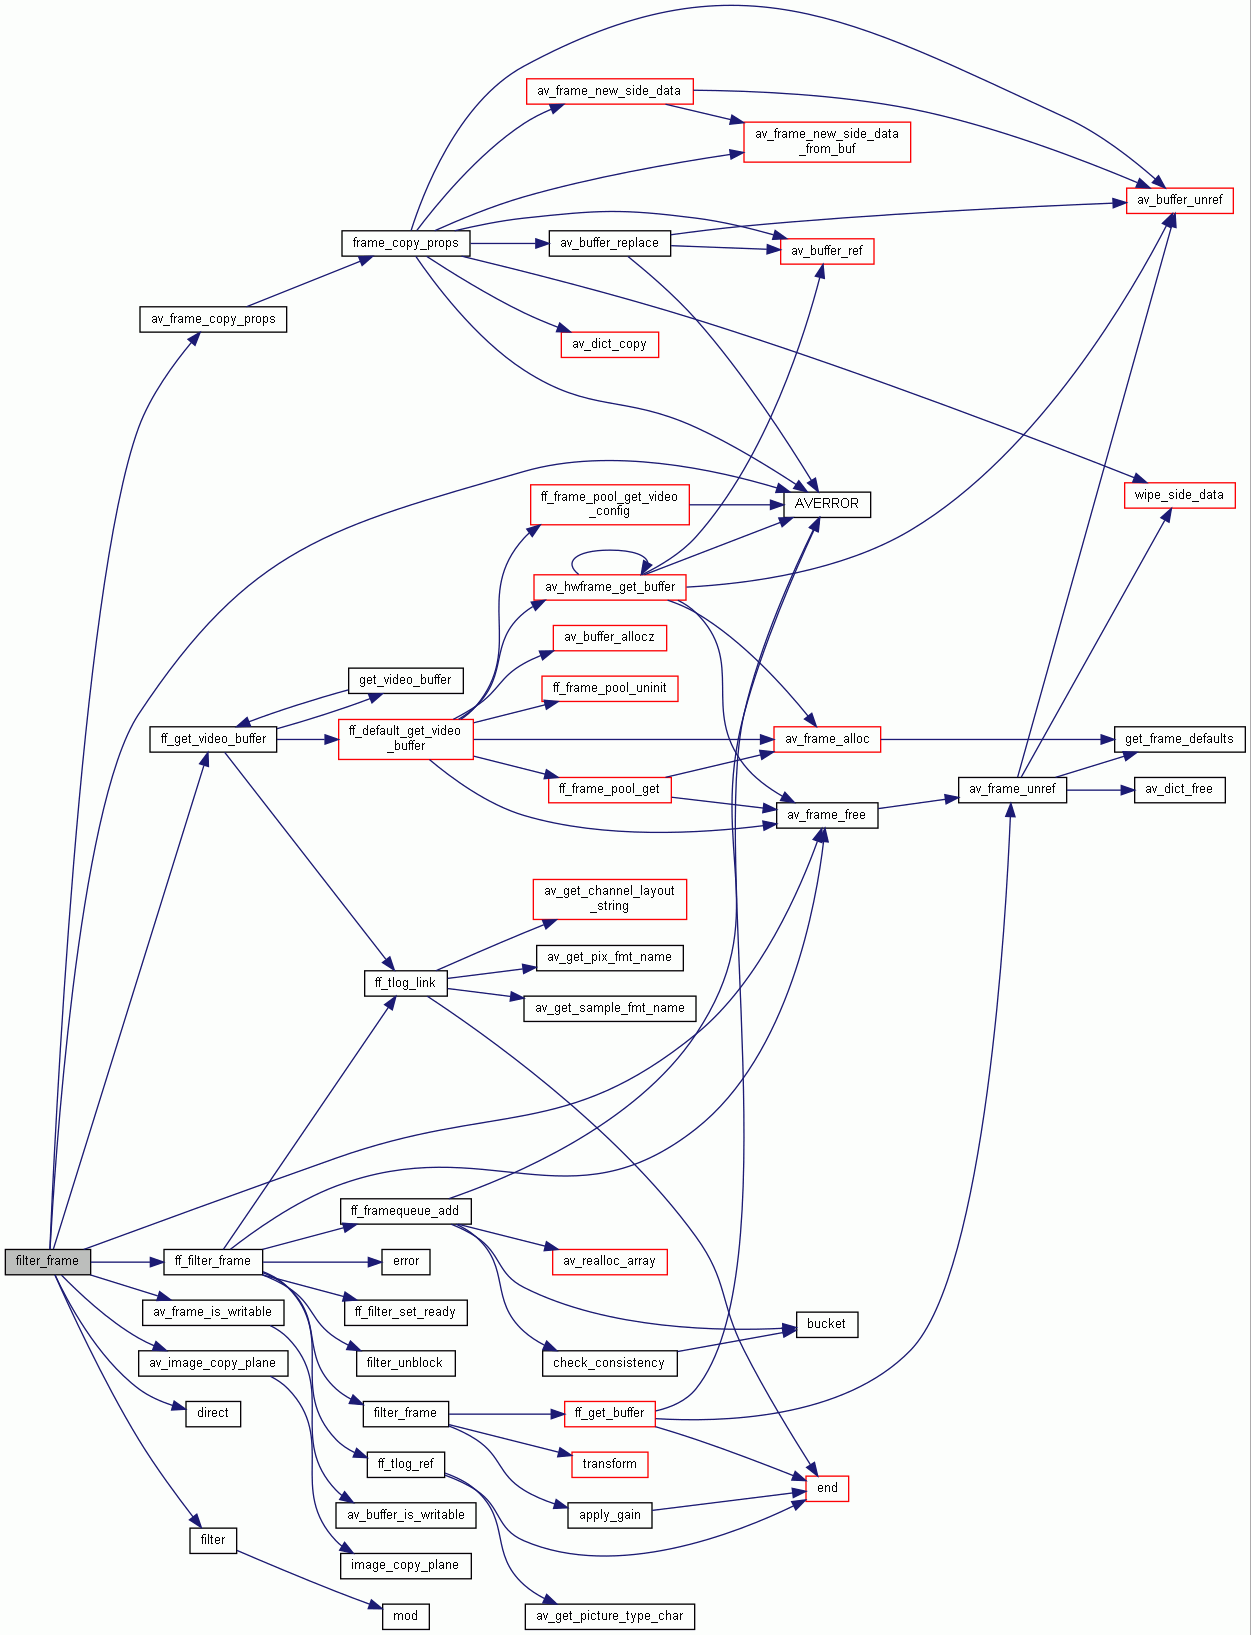 av_frame_new_side_data
av_frame_new_side_data
_from_buf
av_buffer_unref
frame_copy_props
av_buffer_replace
av_buffer_ref
av_frame_copy_props
av_dict_copy
ff_frame_pool_get_video
_config
AVERROR
wipe_side_data
av_hwframe_get_buffer
av_buffer_allocz
get_video_buffer
ff_frame_pool_uninit
ff_get_video_buffer
ff_default_get_video
_buffer
av_frame_alloc
get_frame_defaults
ff_frame_pool_get
av_frame_unref
av_dict_free
av_frame_free
av_get_channel_layout
_string
av_get_pix_fmt_name
ff_tlog_link
av_get_sample_fmt_name
ff_framequeue_add
filter_frame
ff_filter_frame
error
av_realloc_array
av_frame_is_writable
ff_filter_set_ready
bucket
av_image_copy_plane
filter_unblock
check_consistency
direct
filter_frame
ff_get_buffer
ff_tlog_ref
transform
end
av_buffer_is_writable
apply_gain
filter
image_copy_plane
mod
av_get_picture_type_char